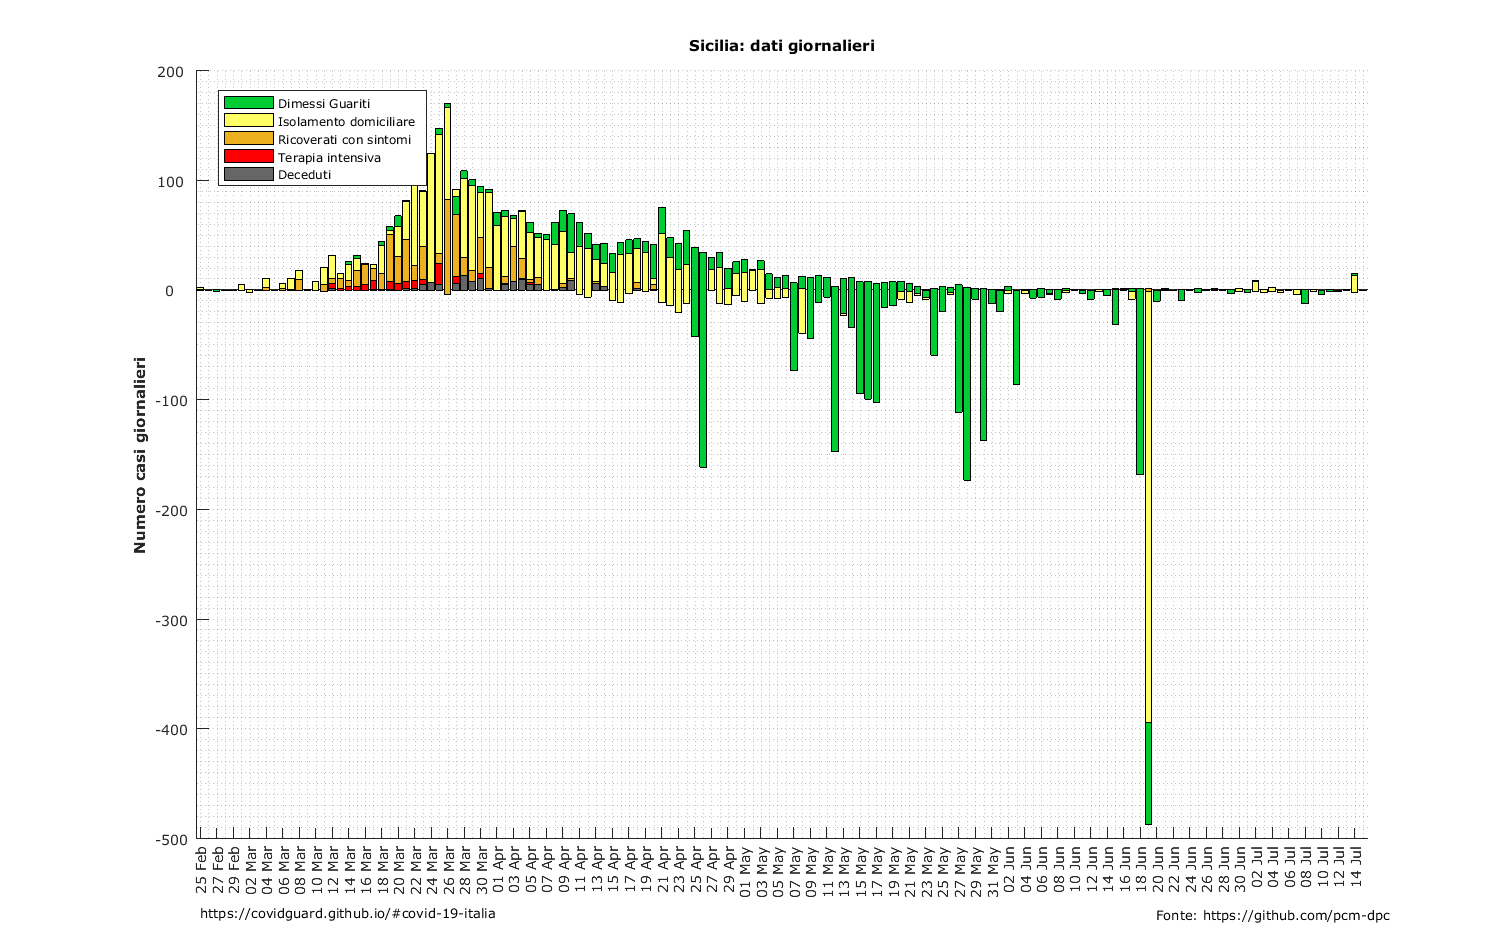 Sicilia: dati giornalieri
200
100
0
-100
-200
-300
-400
-500
Numero casi giornalieri
Dimessi Guariti
Isolamento domiciliare
Ricoverati con sintomi
Terapia intensiva
Deceduti
25 Feb
27 Feb
29 Feb
02 Mar
04 Mar
06 Mar
08 Mar
10 Mar
12 Mar
14 Mar
16 Mar
18 Mar
20 Mar
22 Mar
24 Mar
26 Mar
28 Mar
30 Mar
01 Apr
03 Apr
05 Apr
07 Apr
09 Apr
11 Apr
13 Apr
15 Apr
17 Apr
19 Apr
21 Apr
23 Apr
25 Apr
27 Apr
29 Apr
01 May
03 May
05 May
07 May
09 May
11 May
13 May
15 May
17 May
19 May
21 May
23 May
25 May
27 May
29 May
31 May
02 Jun
04 Jun
06 Jun
08 Jun
10 Jun
12 Jun
14 Jun
16 Jun
18 Jun
20 Jun
22 Jun
24 Jun
26 Jun
28 Jun
30 Jun
02 Jul
04 Jul
06 Jul
08 Jul
10 Jul
12 Jul
14 Jul
https://covidguard.github.io/#covid-19-italia
Fonte: https://github.com/pcm-dpc